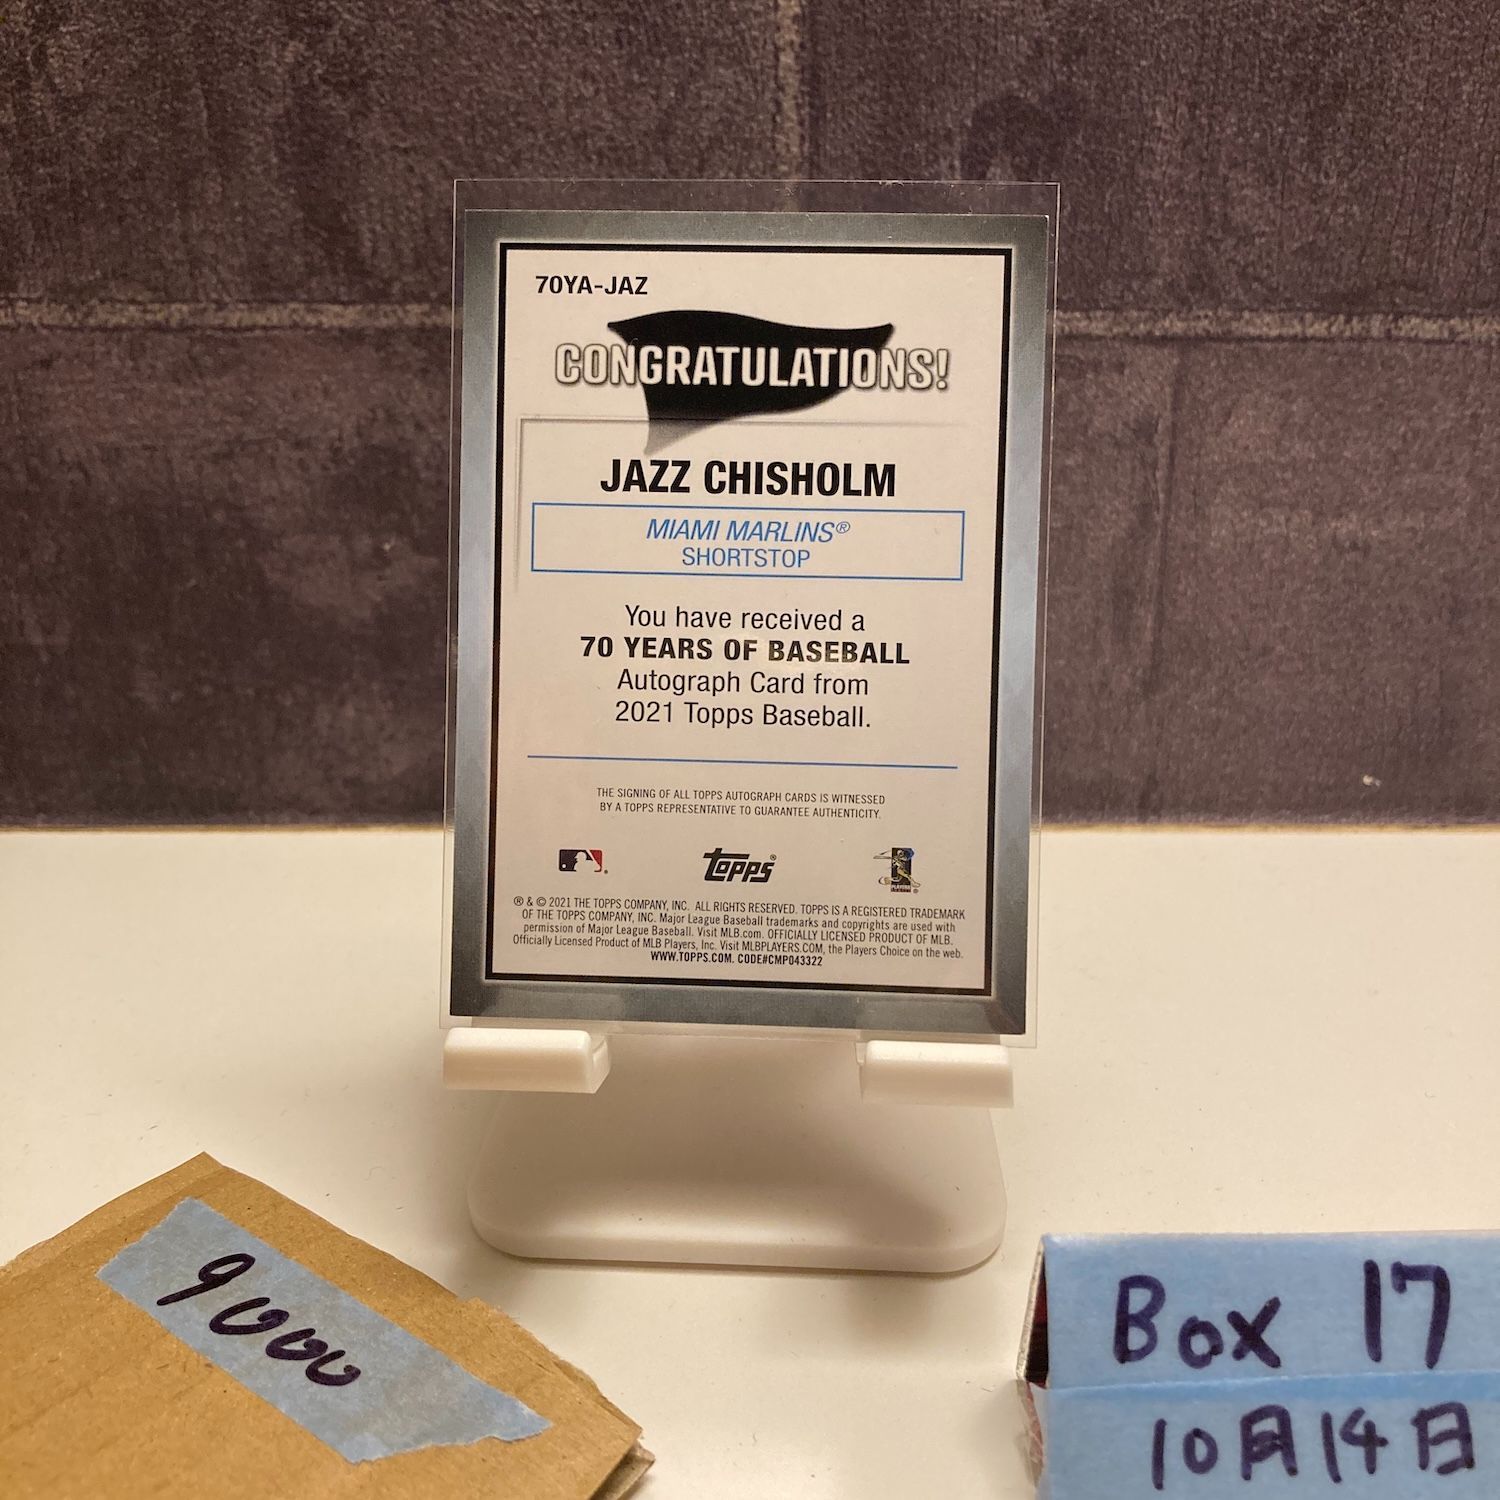 70YA-JAZ
CONGRATULATIONS!
JAZZ CHISHOLM
MIAMI MARLINS®
SHORTSTOP
You have received a
70 YEARS OF BASEBALL
Autograph Card from
2021 Topps Baseball.
THE SIGNING OF ALL TOPPS AUTOGRAPH CARDS IS WITNESSED
BY A TOPPS REPRESENTATIVE TO GUARANTEE AUTHENTICITY.
topps®
® & © 2021 THE TOPPS COMPANY, INC. ALL RIGHTS RESERVED. TOPPS IS A REGISTERED TRADEMARK
OF THE TOPPS COMPANY, INC. Major League Baseball trademarks and copyrights are used with
permission of Major League Baseball. Visit MLB.com. OFFICIALLY LICENSED PRODUCT OF MLB.
Officially Licensed Product of MLB Players, Inc. Visit MLBPLAYERS.COM, the Players Choice on the web.
WWW.TOPPS.COM. CODE#CMP043322
9000
Box 17
10月14日